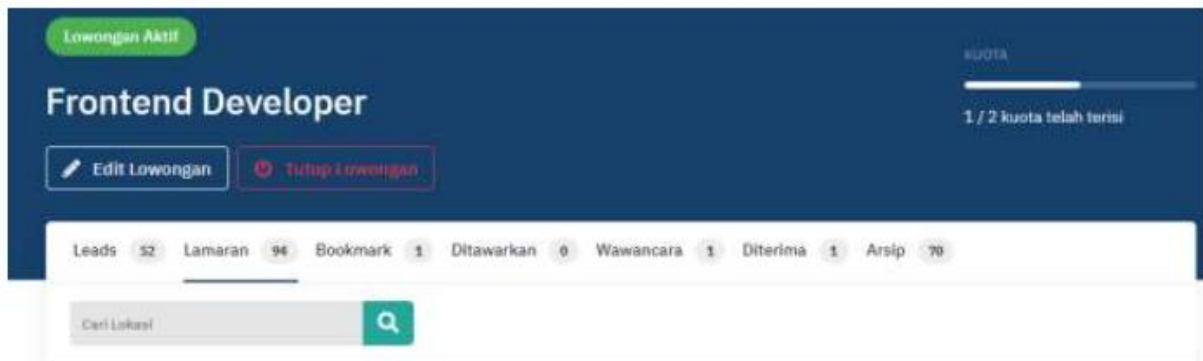 Lowongan Aktif
KUOTA
Frontend Developer
1 / 2 kuota telah terisi
Edit Lowongan Tutup Lowongan
Leads 52 Lamaran 94 Bookmark 1 Ditawarkan 0 Wawancara 1 Diterima 1 Arsip 70
Cari Lokasi